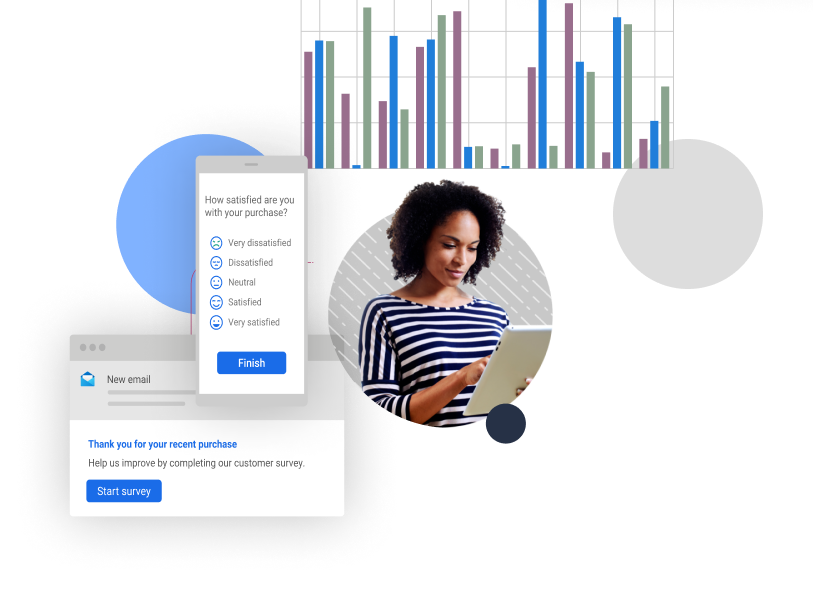 How satisfied are you
with your purchase?
Very dissatisfied
Dissatisfied
Neutral
Satisfied
Very satisfied
Finish
New email
Thank you for your recent purchase
Help us improve by completing our customer survey.
Start survey